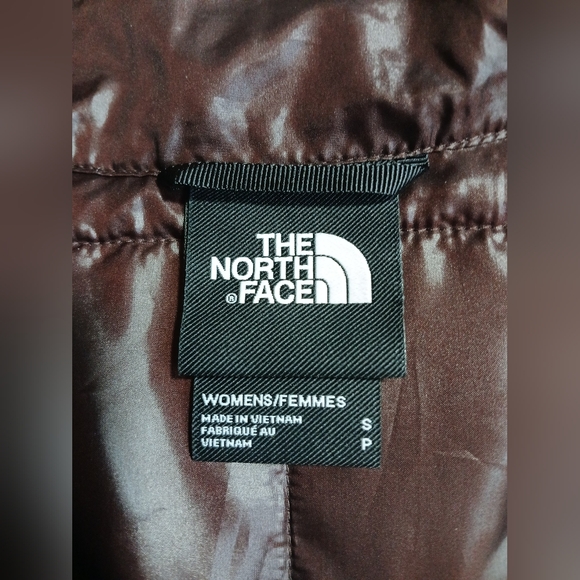 THE
NORTH
® FACE
WOMENS/FEMMES
MADE IN VIETNAM S
FABRIQUÉ AU
VIETNAM P